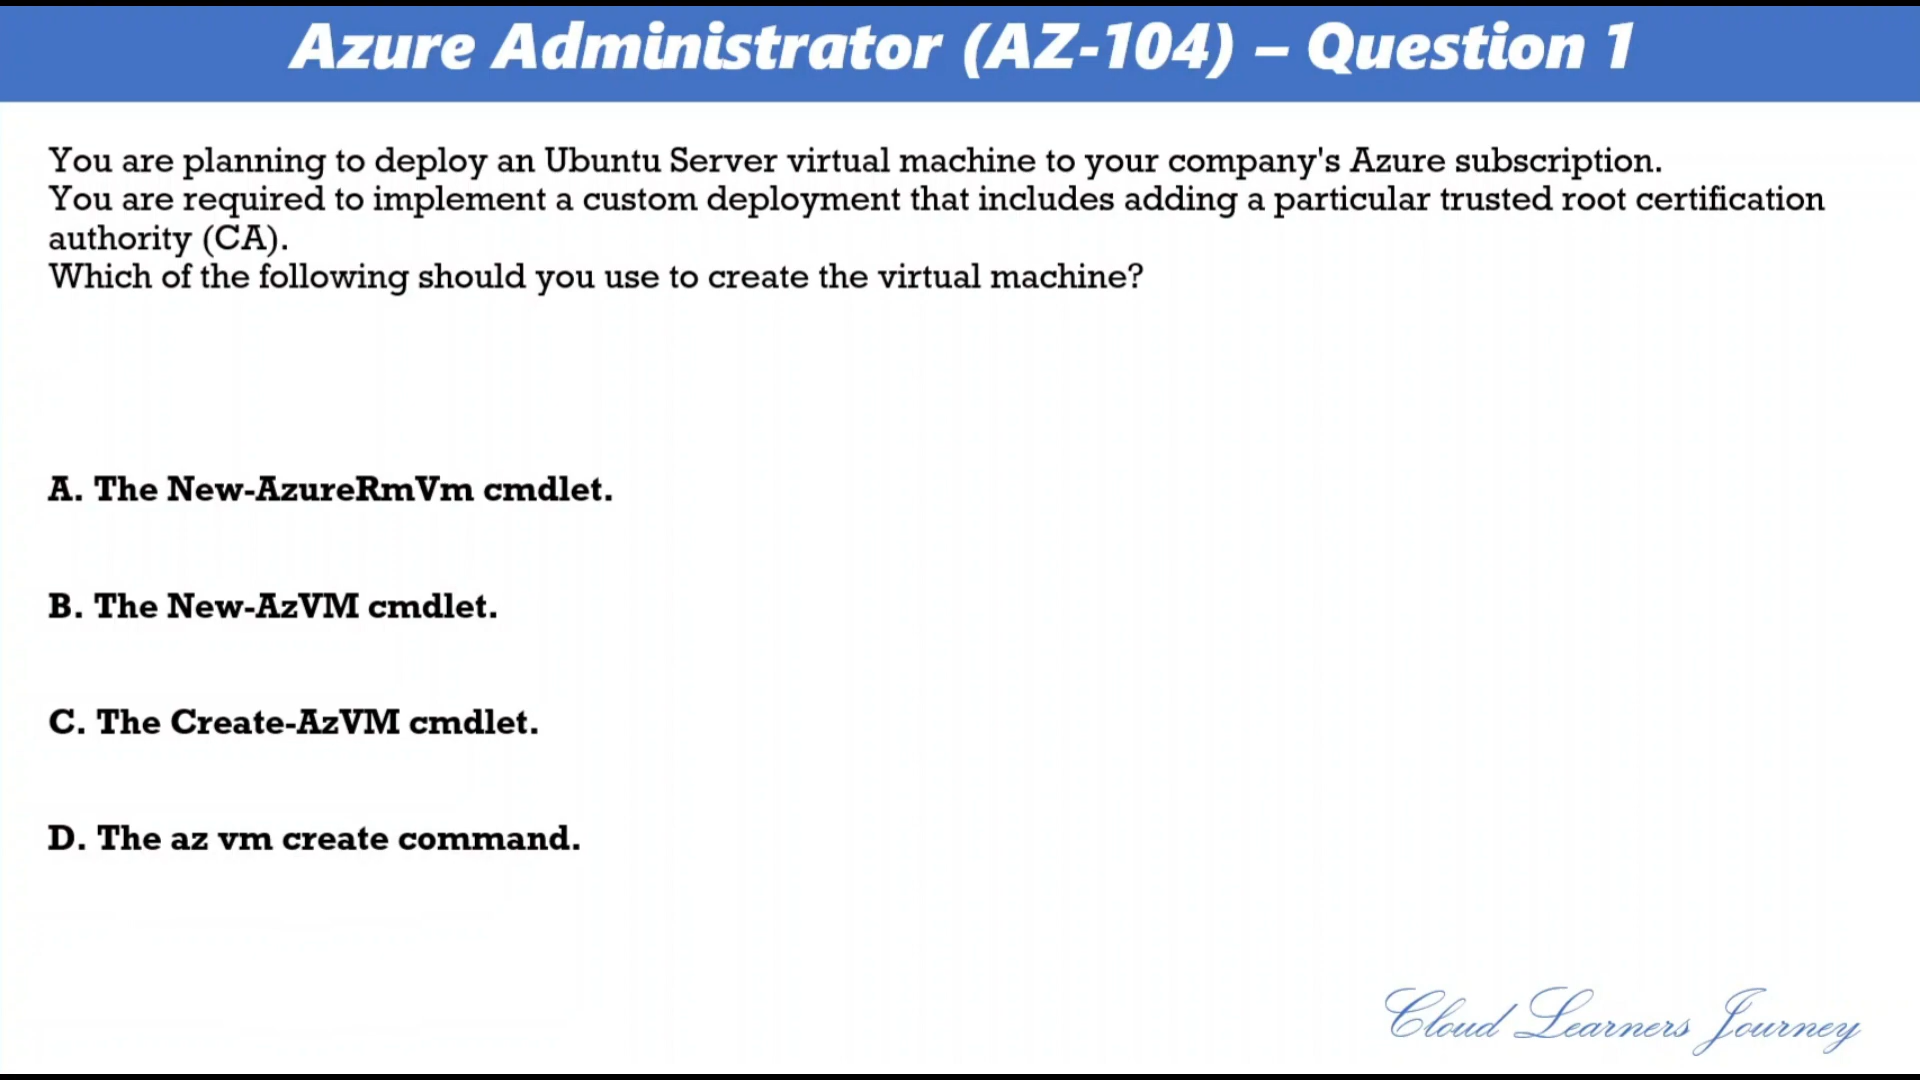 Azure Administrator (AZ-104) – Question 1
You are planning to deploy an Ubuntu Server virtual machine to your company's Azure subscription.
You are required to implement a custom deployment that includes adding a particular trusted root certification
authority (CA).
Which of the following should you use to create the virtual machine?
A. The New-AzureRmVm cmdlet.
B. The New-AzVM cmdlet.
C. The Create-AzVM cmdlet.
D. The az vm create command.
Cloud Learners Journey